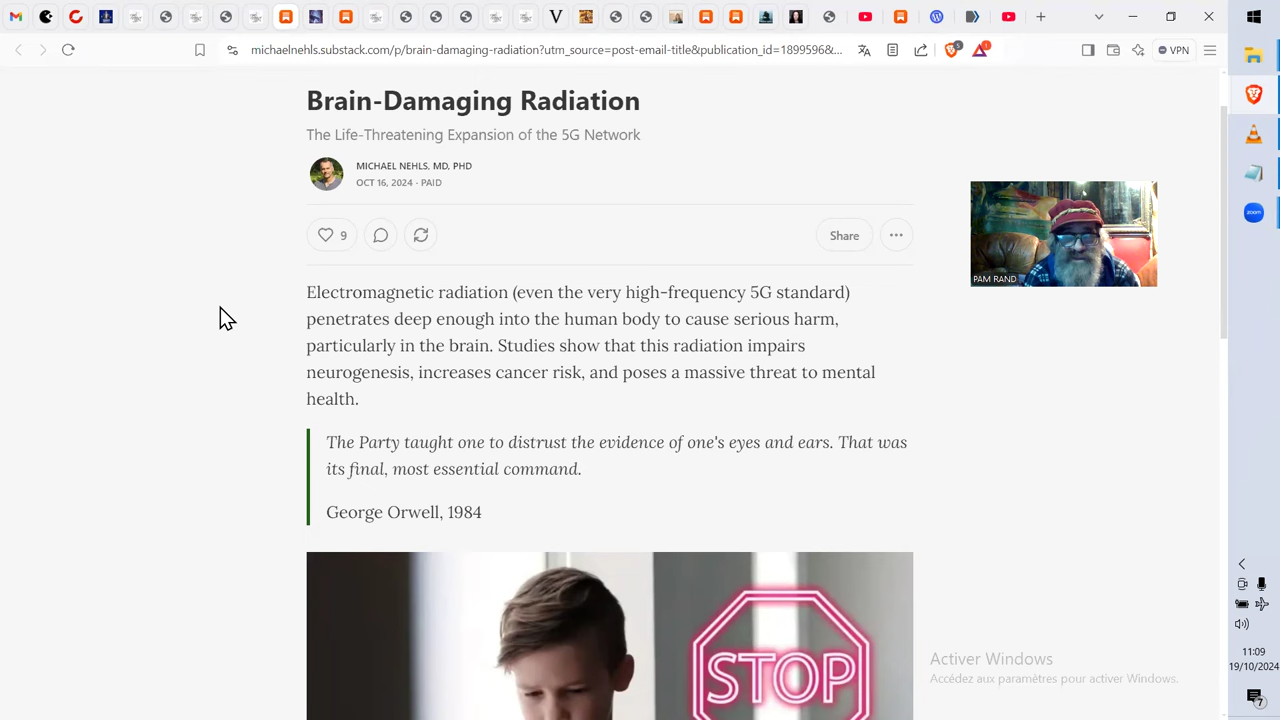 michaelnehls.substack.com/p/brain-damaging-radiation?utm_source=post-email-title&publication_id=1899596&...
VPN
Brain-Damaging Radiation
The Life-Threatening Expansion of the 5G Network
MICHAEL NEHLS, MD, PHD
OCT 16, 2024 · PAID
9
Share
PAM RAND
Electromagnetic radiation (even the very high-frequency 5G standard)
penetrates deep enough into the human body to cause serious harm,
particularly in the brain. Studies show that this radiation impairs
neurogenesis, increases cancer risk, and poses a massive threat to mental
health.
The Party taught one to distrust the evidence of one's eyes and ears. That was
its final, most essential command.
George Orwell, 1984
STOP
Activer Windows
Accédez aux paramètres pour activer Windows.
zoom
11:09
19/10/2024
7